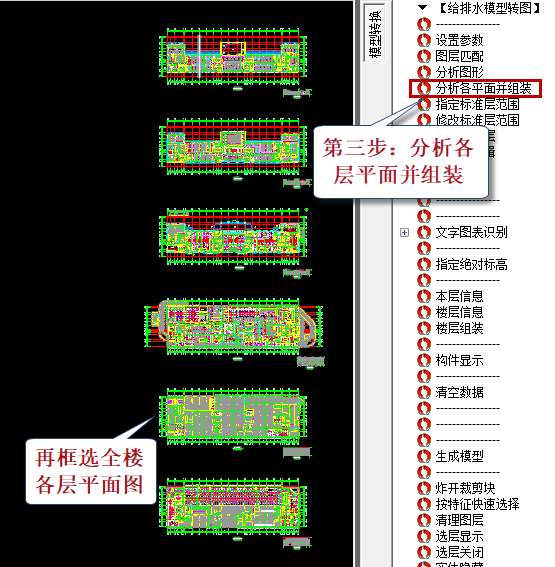 模型转换
▼【给排水模型转图】
--------------
设置参数
图层匹配
分析图形
分析各平面并组装
指定标准层范围
修改标准层范围
第三步：分析各
层平面并组装
层
辑
--------------
--------------
文字图表识别
--------------
指定绝对标高
--------------
本层信息
楼层信息
楼层组装
--------------
构件显示
--------------
清空数据
--------------
--------------
--------------
生成模型
--------------
炸开裁剪块
按特征快速选择
清理图层
选层显示
选层关闭
再框选全楼
各层平面图